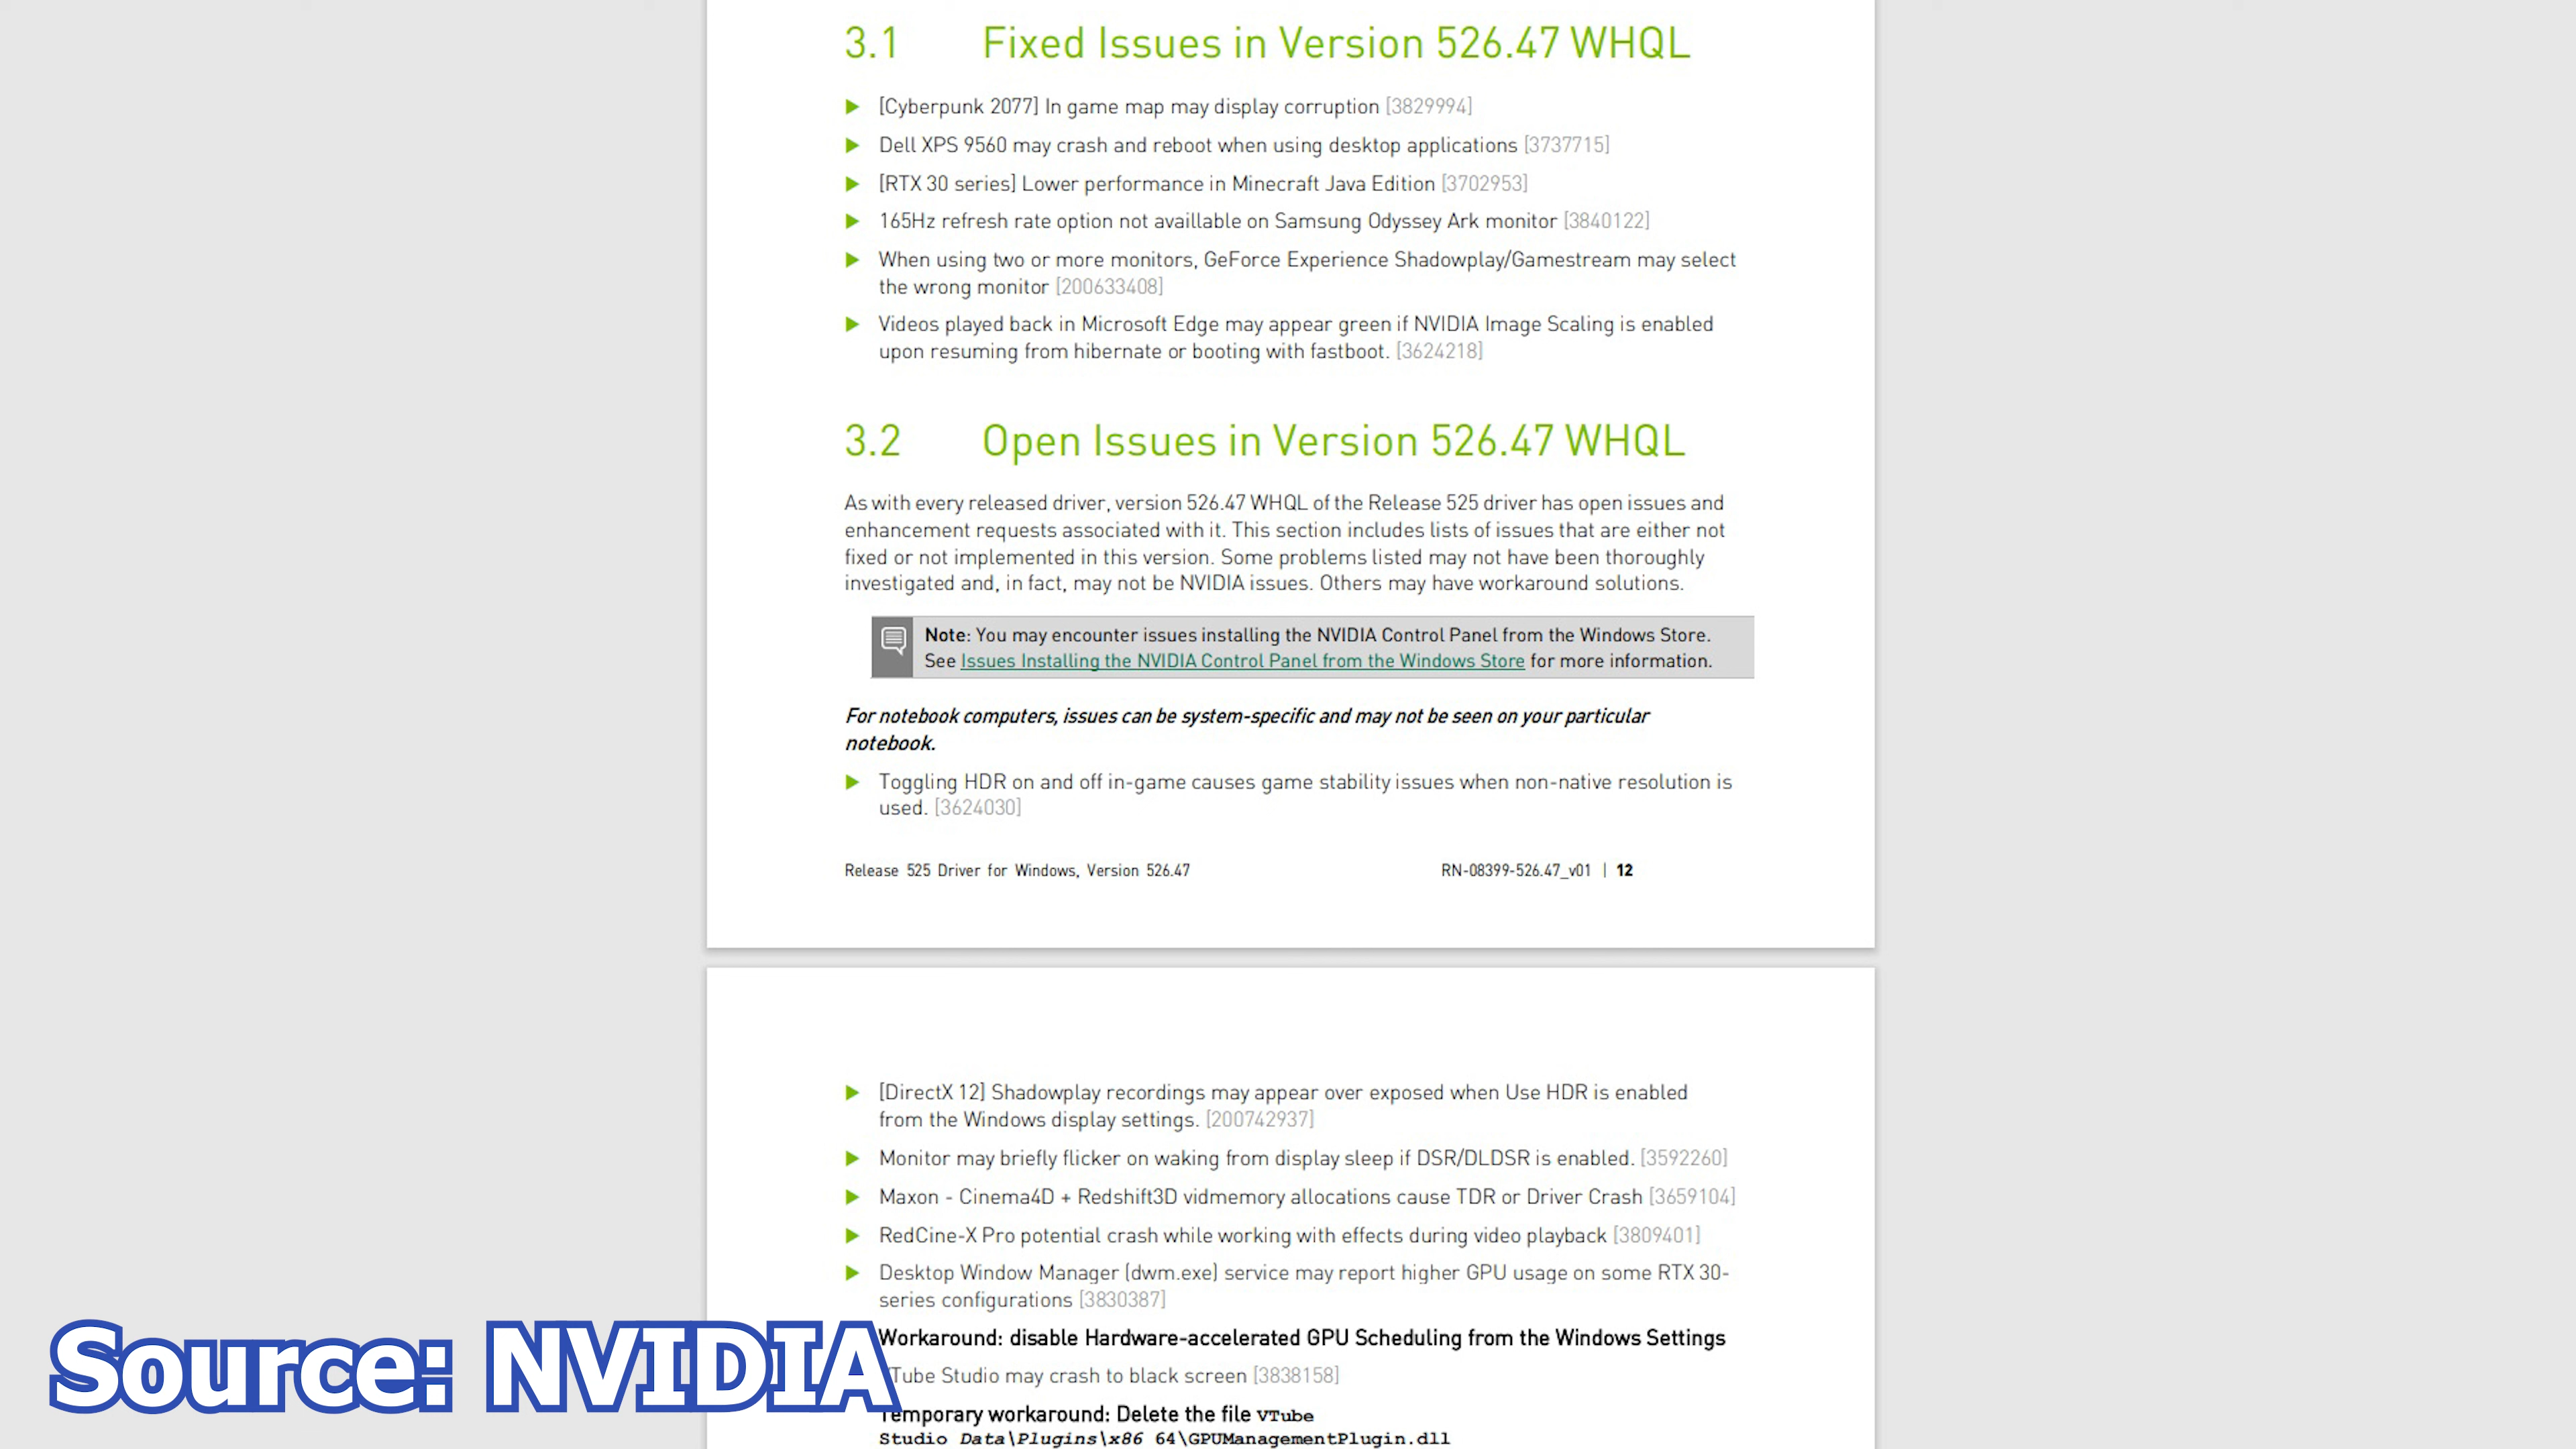 3.1 Fixed Issues in Version 526.47 WHQL
[Cyberpunk 2077] In game map may display corruption [3829994]
Dell XPS 9560 may crash and reboot when using desktop applications [3737715]
[RTX 30 series] Lower performance in Minecraft Java Edition [3702953]
165Hz refresh rate option not availlable on Samsung Odyssey Ark monitor [3840122]
When using two or more monitors, GeForce Experience Shadowplay/Gamestream may select
the wrong monitor [200633408]
Videos played back in Microsoft Edge may appear green if NVIDIA Image Scaling is enabled
upon resuming from hibernate or booting with fastboot. [3624218]
3.2 Open Issues in Version 526.47 WHQL
As with every released driver, version 526.47 WHQL of the Release 525 driver has open issues and
enhancement requests associated with it. This section includes lists of issues that are either not
fixed or not implemented in this version. Some problems listed may not have been thoroughly
investigated and, in fact, may not be NVIDIA issues. Others may have workaround solutions.
Note: You may encounter issues installing the NVIDIA Control Panel from the Windows Store.
See Issues Installing the NVIDIA Control Panel from the Windows Store for more information.
For notebook computers, issues can be system-specific and may not be seen on your particular
notebook.
Toggling HDR on and off in-game causes game stability issues when non-native resolution is
used. [3624030]
Release 525 Driver for Windows, Version 526.47 RN-08399-526.47_v01 | 12
[DirectX 12] Shadowplay recordings may appear over exposed when Use HDR is enabled
from the Windows display settings. [200742937]
Monitor may briefly flicker on waking from display sleep if DSR/DLDSR is enabled. [3592260]
Maxon - Cinema4D + Redshift3D vidmemory allocations cause TDR or Driver Crash [3659104]
RedCine-X Pro potential crash while working with effects during video playback [3809401]
Desktop Window Manager (dwm.exe) service may report higher GPU usage on some RTX 30-
series configurations [3830387]
Workaround: disable Hardware-accelerated GPU Scheduling from the Windows Settings
Tube Studio may crash to black screen [3838158]
Temporary workaround: Delete the file VTube
Studio Data\Plugins\x86 64\GPUManagementPlugin.dll
Source: NVIDIA